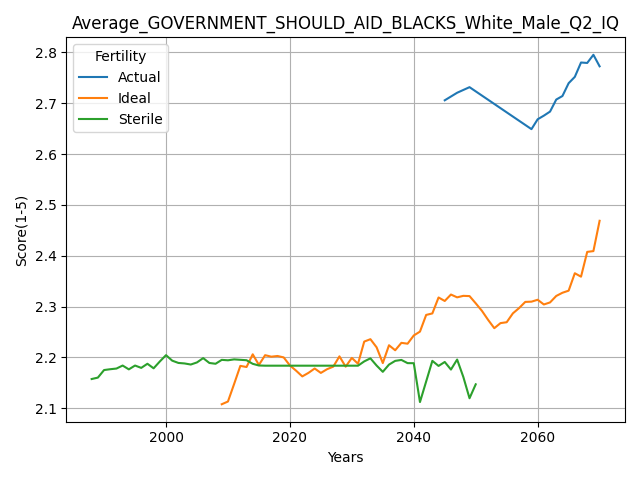 Average_GOVERNMENT_SHOULD_AID_BLACKS_White_Male_Q2_IQ
Fertility
Actual
Ideal
Sterile
Score(1-5)
2.8
2.7
2.6
2.5
2.4
2.3
2.2
2.1
2000
2020
2040
2060
Years